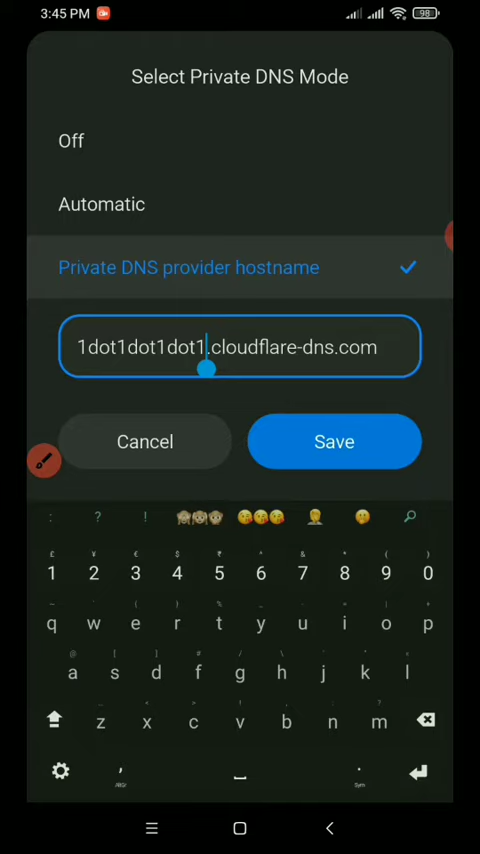 3:45 PM 98
Select Private DNS Mode
Off
Automatic
Private DNS provider hostname
1dot1dot1dot1.cloudflare-dns.com
Cancel Save
: ? !
1 2 3 4 5 6 7 8 9 0
q w e r t y u i o p
a s d f g h j k l
z x c v b n m
, .